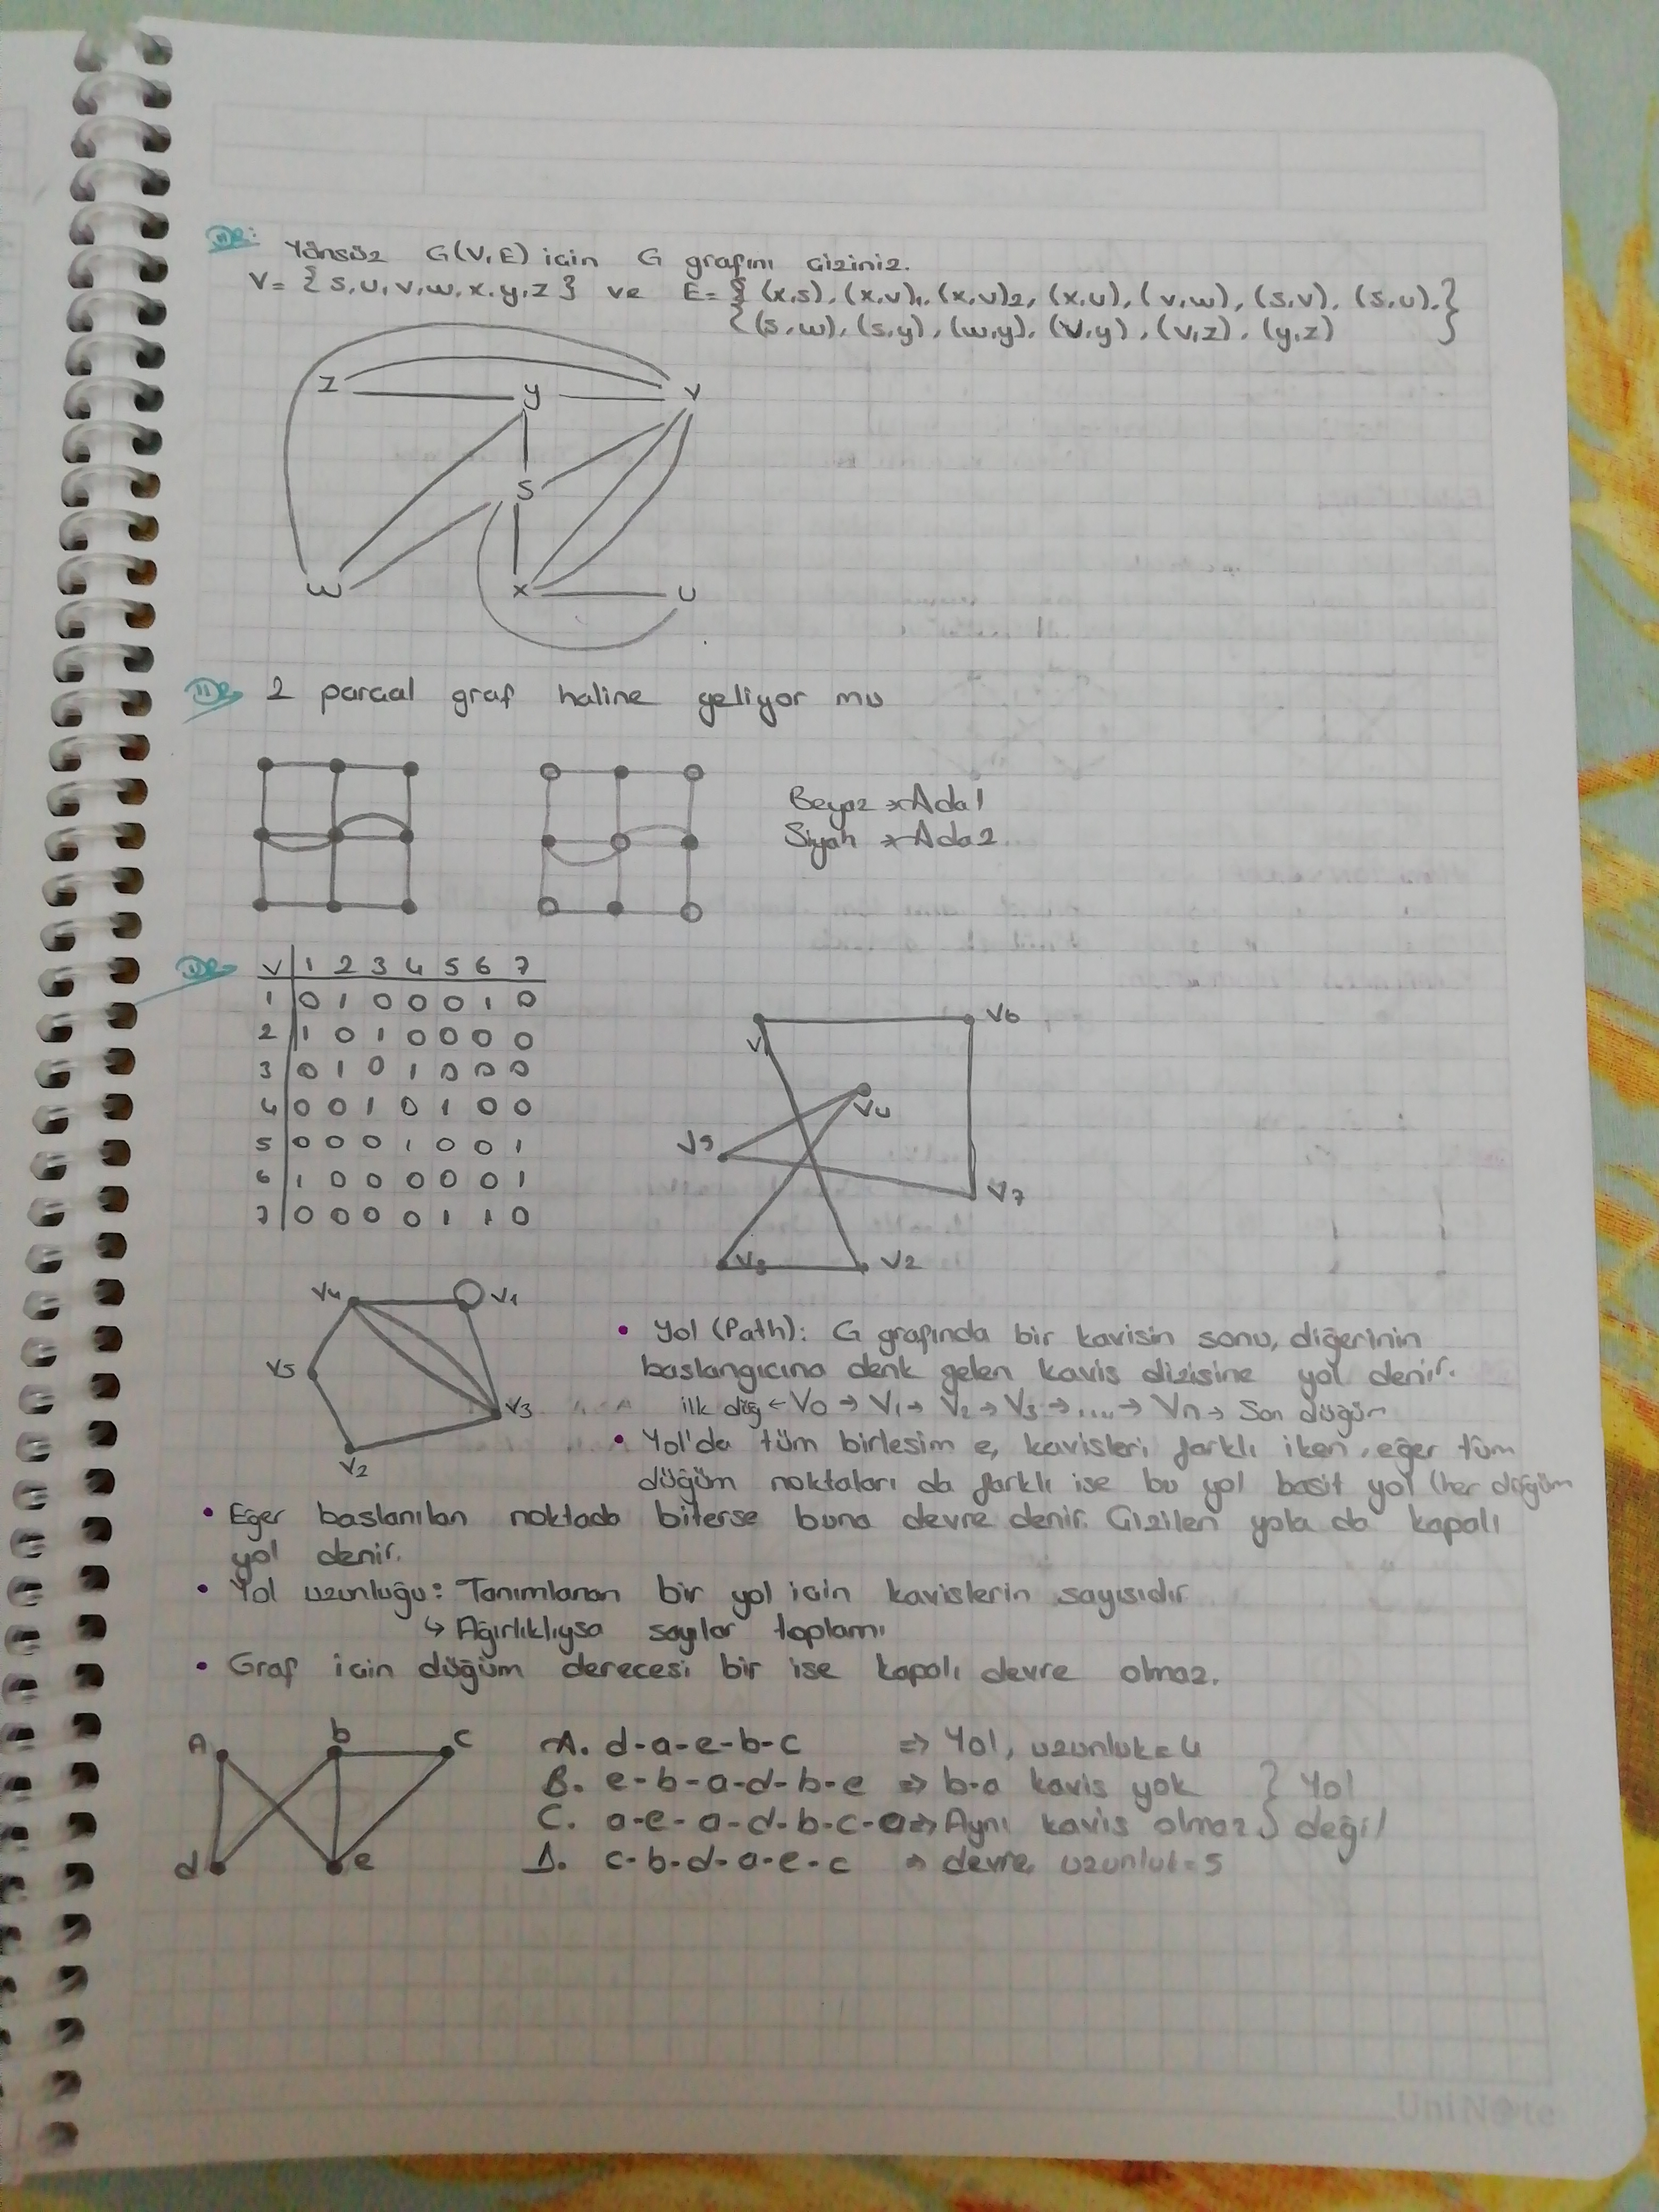 Yönsüz G(V,E) için G grafını çiziniz.
V= {s,u,v,w,x,y,z} ve E= { (x,s), (x,v)1, (x,v)2, (x,u), (v,w), (s,v), (s,u),
(s,w), (s,y), (w,y), (v,y), (v,z), (y,z) }
z y v
s
w x u
2 parçalı graf haline geliyor mu
Beyaz → Ada1
Siyah → Ada2
V 1 2 3 4 5 6 7
1 0 1 0 0 0 1 0
2 1 0 1 0 0 0 0
3 0 1 0 1 0 0 0
4 0 0 1 0 1 0 0
5 0 0 0 1 0 0 1
6 1 0 0 0 0 0 1
7 0 0 0 0 1 1 0
V6
V4
V5
V7
V3 V2
V4 V1
V5
V3
V2
• Yol (Path): G grafında bir kavisin sonu, diğerinin
baslangıcına denk gelen kavis dizisine yol denir.
ilk düğ ← V0 → V1 → V2 → V3 → .... → Vn → Son düğüm
• Yol'da tüm birlesim e, kavisleri farklı iken, eğer tüm
düğüm noktaları da farklı ise bu yol basit yol (her düğüm
• Eğer baslanılan noktada biterse buna devre denir. Çizilen yola da kapalı
yol denir.
• Yol uzunluğu: Tanımlanan bir yol için kavislerin sayısıdır
↳ Ağırlıklıysa sayılar toplamı
• Graf için düğüm derecesi bir ise kapalı devre olmaz.
A b c
d e
A. d-a-e-b-c ⇒ Yol, uzunluk=4
B. e-b-a-d-b-e ⇒ b-a kavis yok } Yol
C. a-e-a-d-b-c-a ⇒ Aynı kavis olmaz } değil
D. c-b-d-a-e-c ⇒ devre, uzunluk=5
UniNote